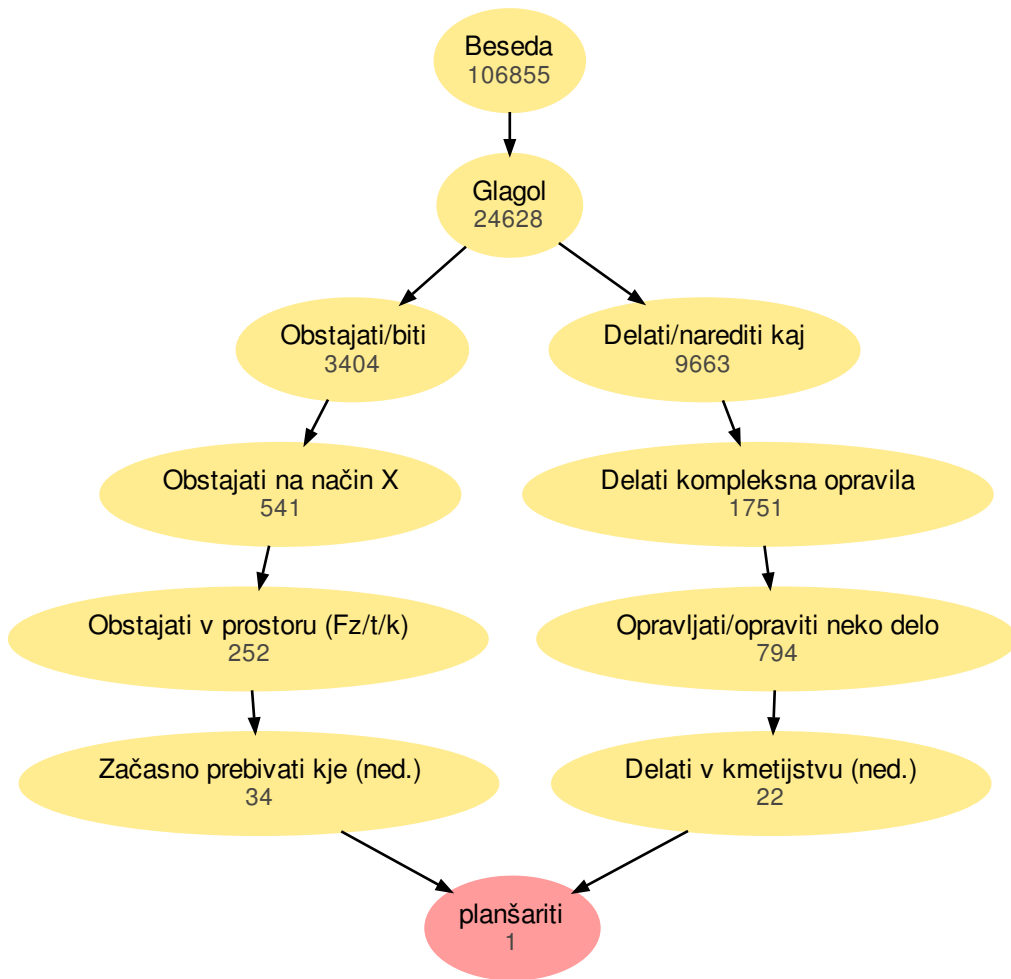 Beseda
106855
Glagol
24628
Obstajati/biti
3404
Delati/narediti kaj
9663
Obstajati na način X
541
Delati kompleksna opravila
1751
Obstajati v prostoru (Fz/t/k)
252
Opravljati/opraviti neko delo
794
Začasno prebivati kje (ned.)
34
Delati v kmetijstvu (ned.)
22
planšariti
1